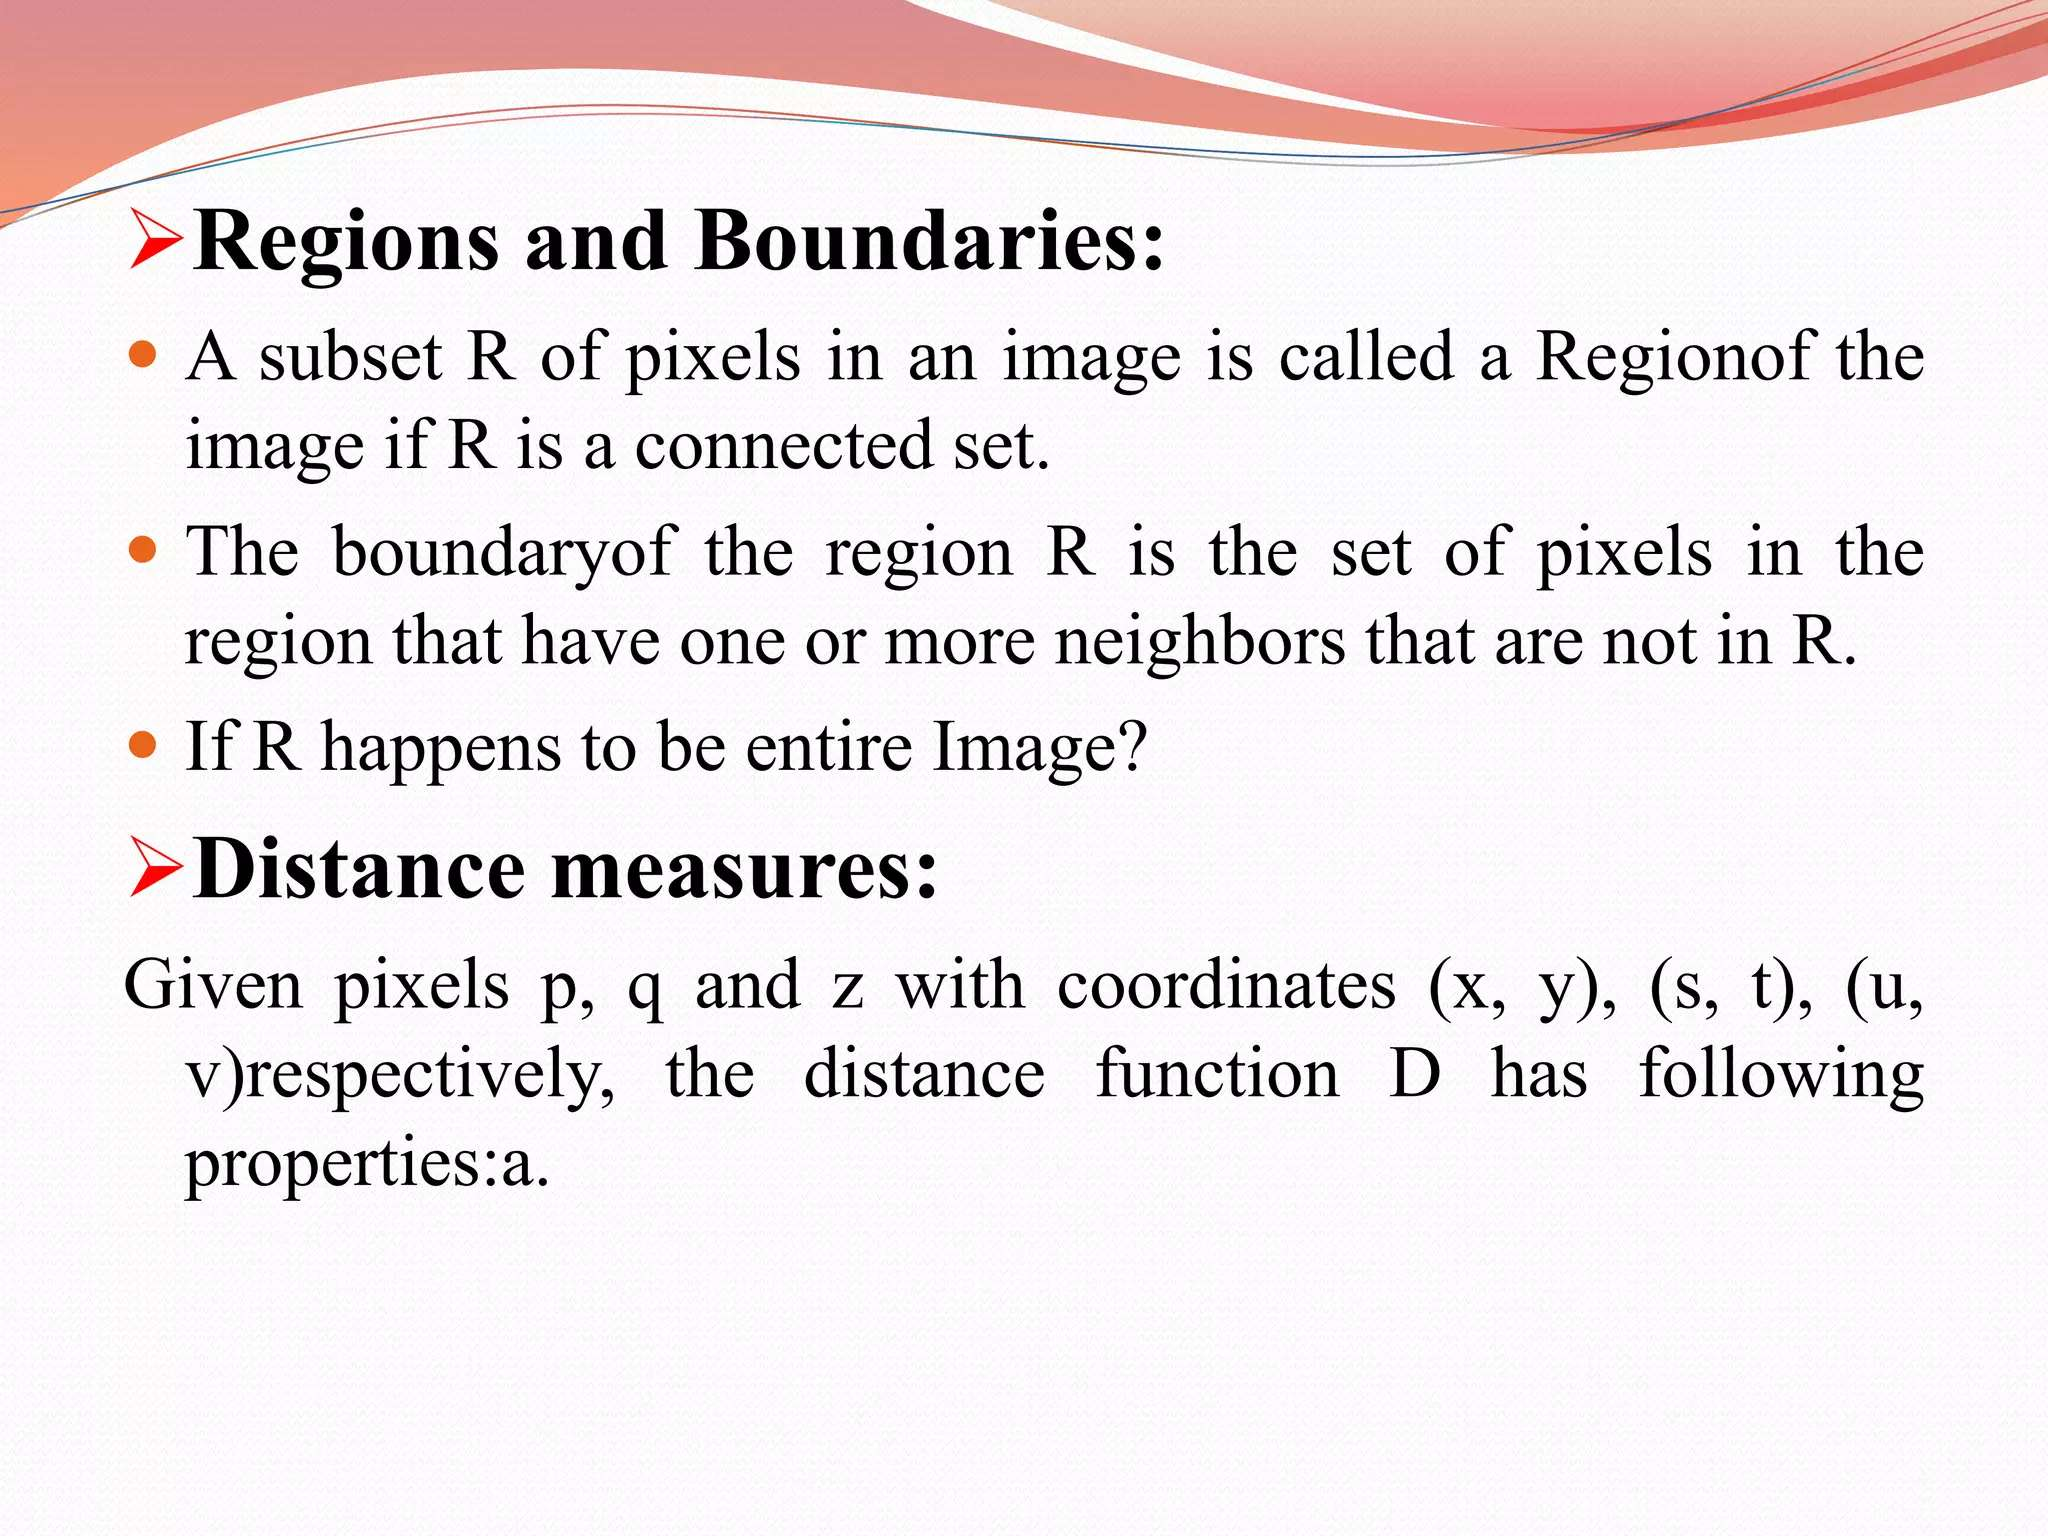 Regions and Boundaries:
A subset R of pixels in an image is called a Regionof the
image if R is a connected set.
The boundaryof the region R is the set of pixels in the
region that have one or more neighbors that are not in R.
If R happens to be entire Image?
Distance measures:
Given pixels p, q and z with coordinates (x, y), (s, t), (u,
v)respectively, the distance function D has following
properties:a.